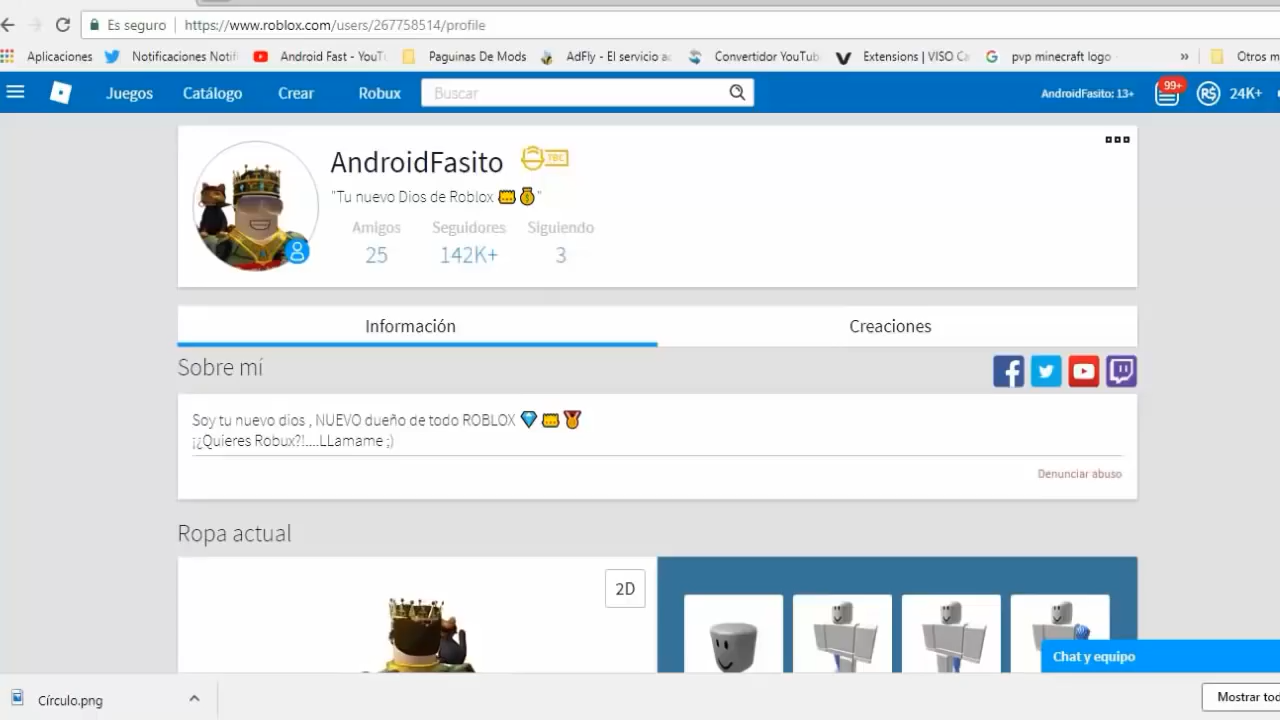 Es seguro https://www.roblox.com/users/267758514/profile
Aplicaciones Notificaciones Notifi Android Fast - YouTu Paguinas De Mods AdFly - El servicio ac Convertidor YouTub Extensions | VISO Ca pvp minecraft logo » Otros m
Juegos Catálogo Crear Robux Buscar AndroidFasito: 13+ 99+ R$ 24K+
AndroidFasito TBC
"Tu nuevo Dios de Roblox 👑💰"
Amigos Seguidores Siguiendo
25 142K+ 3
Información Creaciones
Sobre mí
Soy tu nuevo dios , NUEVO dueño de todo ROBLOX 💎👑🏅
¡¿Quieres Robux?!....LLamame ;)
Denunciar abuso
Ropa actual
2D
Chat y equipo
Círculo.png
Mostrar tod